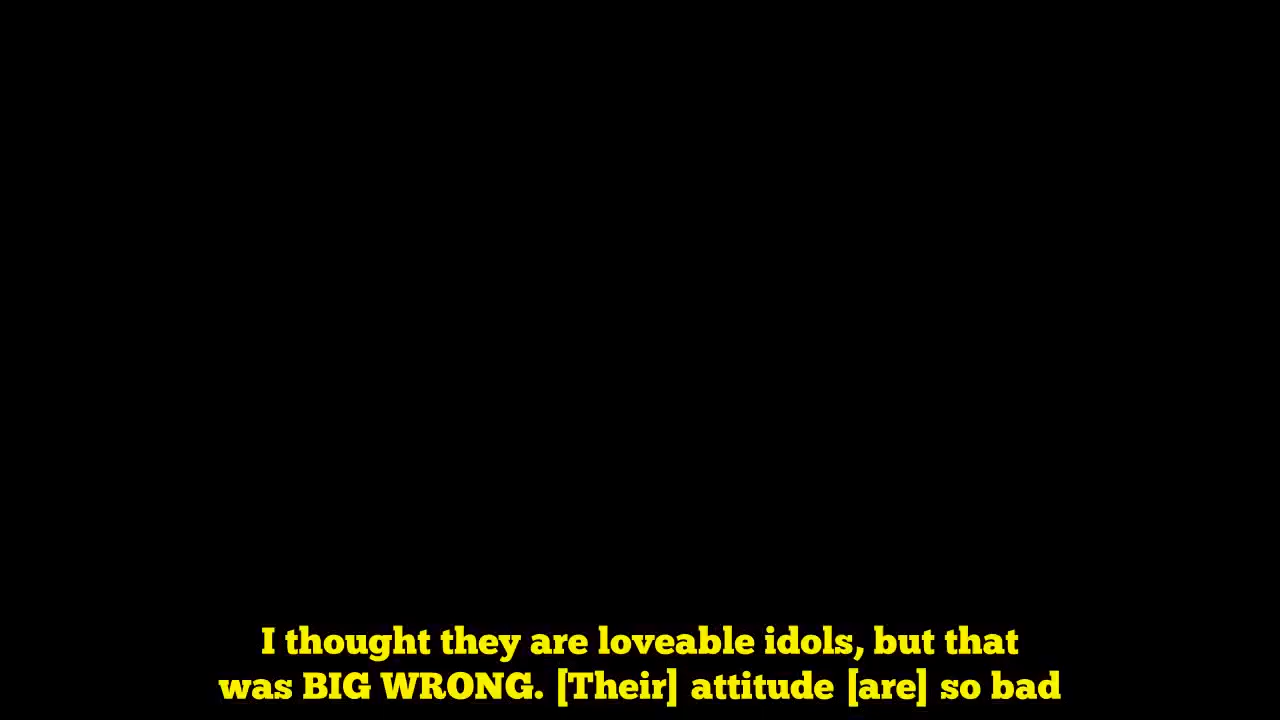 I thought they are loveable idols, but that
was BIG WRONG. [Their] attitude [are] so bad